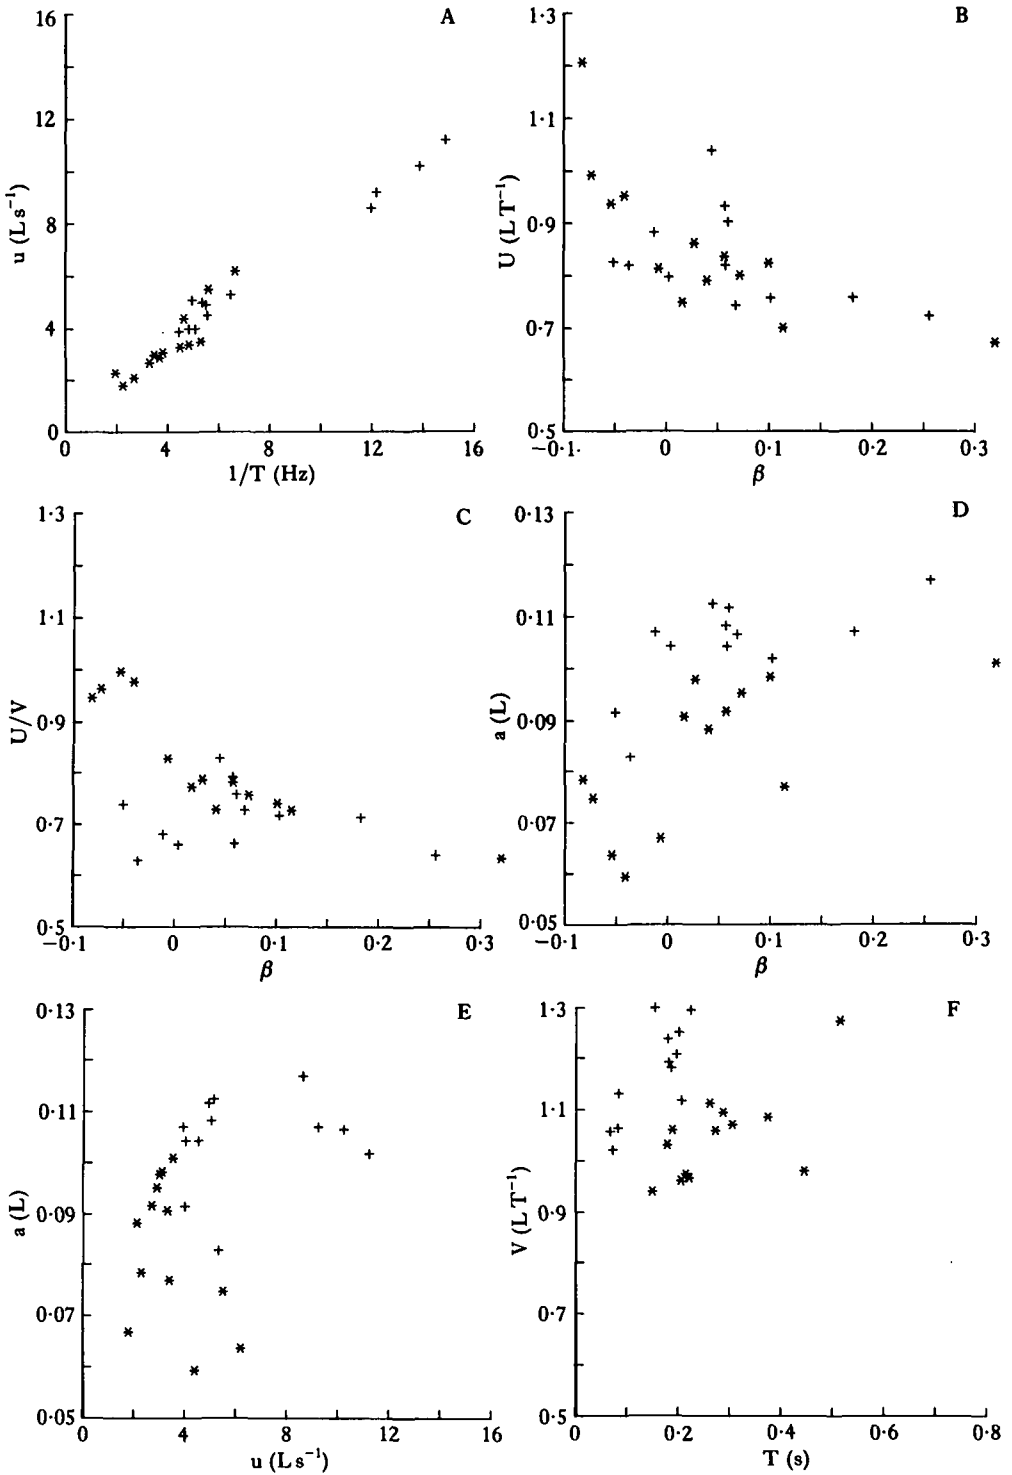 A
16
12
8
4
0
u (L s⁻¹)
0 4 8 12 16
1/T (Hz)
B
1·3
1·1
0·9
0·7
0·5
U (L T⁻¹)
−0·1· 0 0·1 0·2 0·3
β
C
1·3
1·1
0·9
0·7
0·5
U/V
−0·1 0 0·1 0·2 0·3
β
D
0·13
0·11
0·09
0·07
0·05
a (L)
−0·1 0 0·1 0·2 0·3
β
E
0·13
0·11
0·09
0·07
0·05
a (L)
0 4 8 12 16
u (L s⁻¹)
F
1·3
1·1
0·9
0·7
0·5
V (L T⁻¹)
0 0·2 0·4 0·6 0·8
T (s)